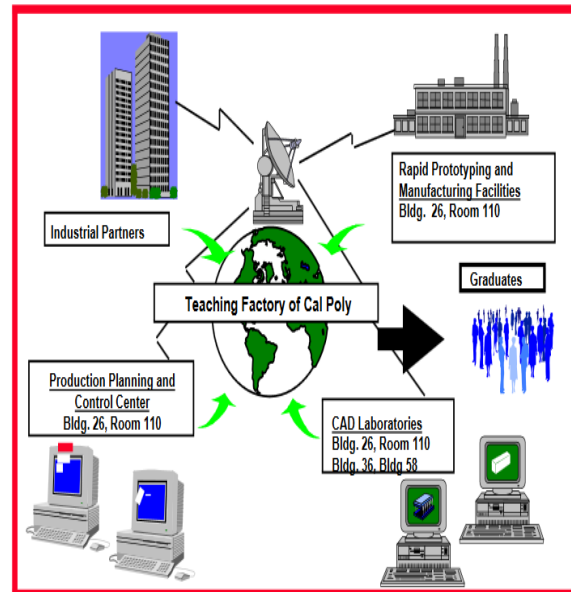 Rapid Prototyping and
Manufacturing Facilities
Bldg. 26, Room 110
Industrial Partners
Graduates
Teaching Factory of Cal Poly
Production Planning and
Control Center
Bldg. 26, Room 110
CAD Laboratories
Bldg. 26, Room 110
Bldg. 36, Bldg 58